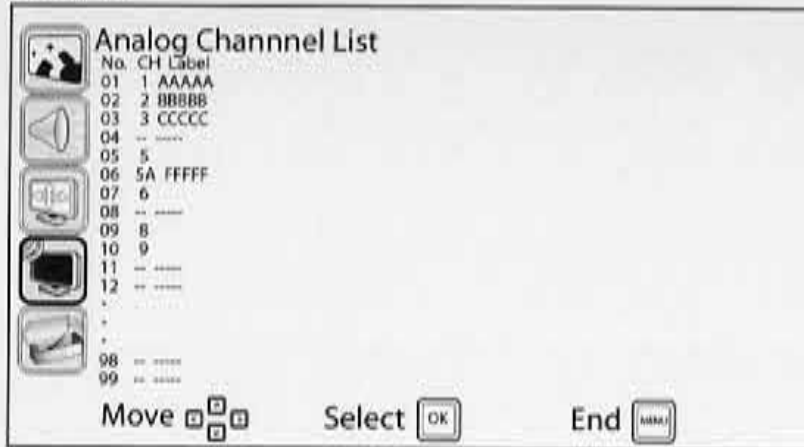 Analog Channnel List
No. CH Label
01 1 AAAAA
02 2 BBBBB
03 3 CCCCC
04 -- -----
05 5
06 5A FFFFF
07 6
08 -- -----
09 8
10 9
11 -- -----
12 -- -----
.
.
.
98 -- -----
99 -- -----
Move Select OK End MENU